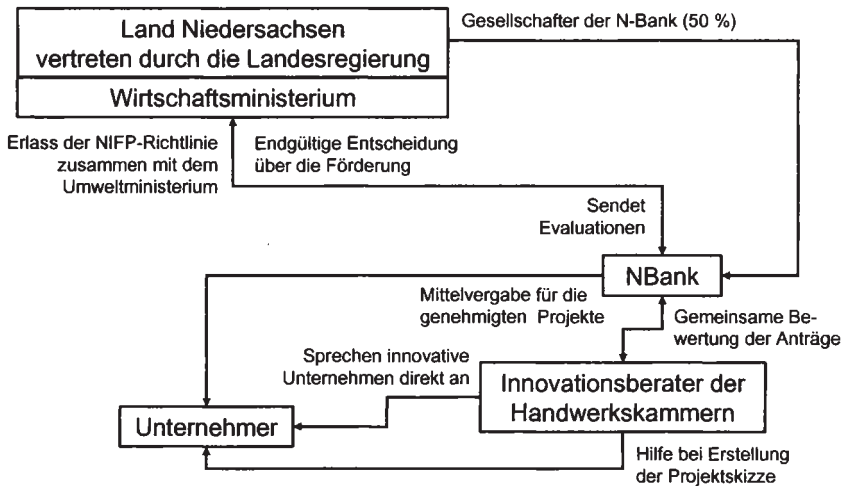 Gesellschafter der N-Bank (50 %)
Land Niedersachsen
vertreten durch die Landesregierung
Wirtschaftsministerium
Erlass der NIFP-Richtlinie
zusammen mit dem
Umweltministerium
Endgültige Entscheidung
über die Förderung
Sendet
Evaluationen
NBank
Mittelvergabe für die
genehmigten Projekte
Gemeinsame Be-
wertung der Anträge
Sprechen innovative
Unternehmen direkt an
Innovationsberater der
Handwerkskammern
Unternehmer
Hilfe bei Erstellung
der Projektskizze